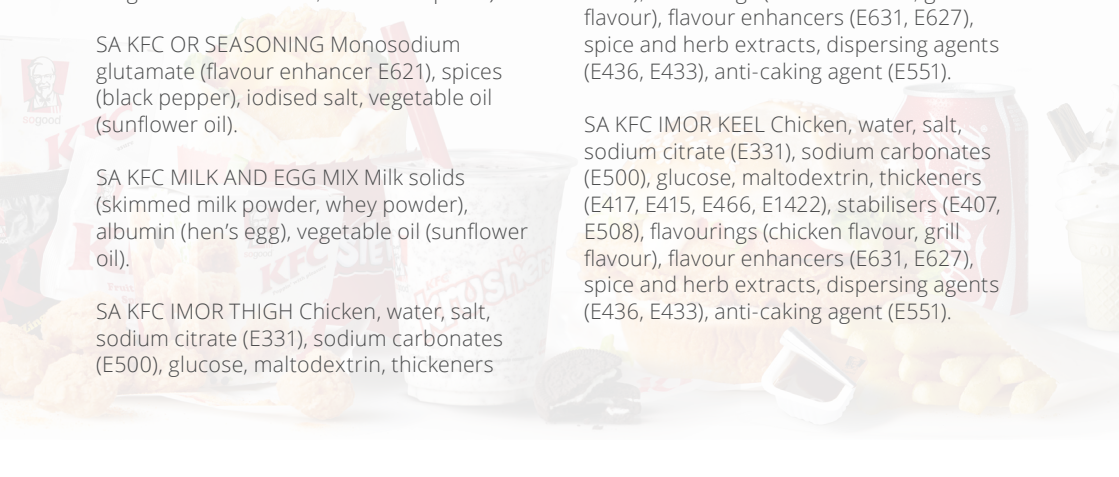 SA KFC OR SEASONING Monosodium
glutamate (flavour enhancer E621), spices
(black pepper), iodised salt, vegetable oil
(sunflower oil).
SA KFC MILK AND EGG MIX Milk solids
(skimmed milk powder, whey powder),
albumin (hen’s egg), vegetable oil (sunflower
oil).
SA KFC IMOR THIGH Chicken, water, salt,
sodium citrate (E331), sodium carbonates
(E500), glucose, maltodextrin, thickeners
flavour), flavour enhancers (E631, E627),
spice and herb extracts, dispersing agents
(E436, E433), anti-caking agent (E551).
SA KFC IMOR KEEL Chicken, water, salt,
sodium citrate (E331), sodium carbonates
(E500), glucose, maltodextrin, thickeners
(E417, E415, E466, E1422), stabilisers (E407,
E508), flavourings (chicken flavour, grill
flavour), flavour enhancers (E631, E627),
spice and herb extracts, dispersing agents
(E436, E433), anti-caking agent (E551).
sogood
KFC
Krushers